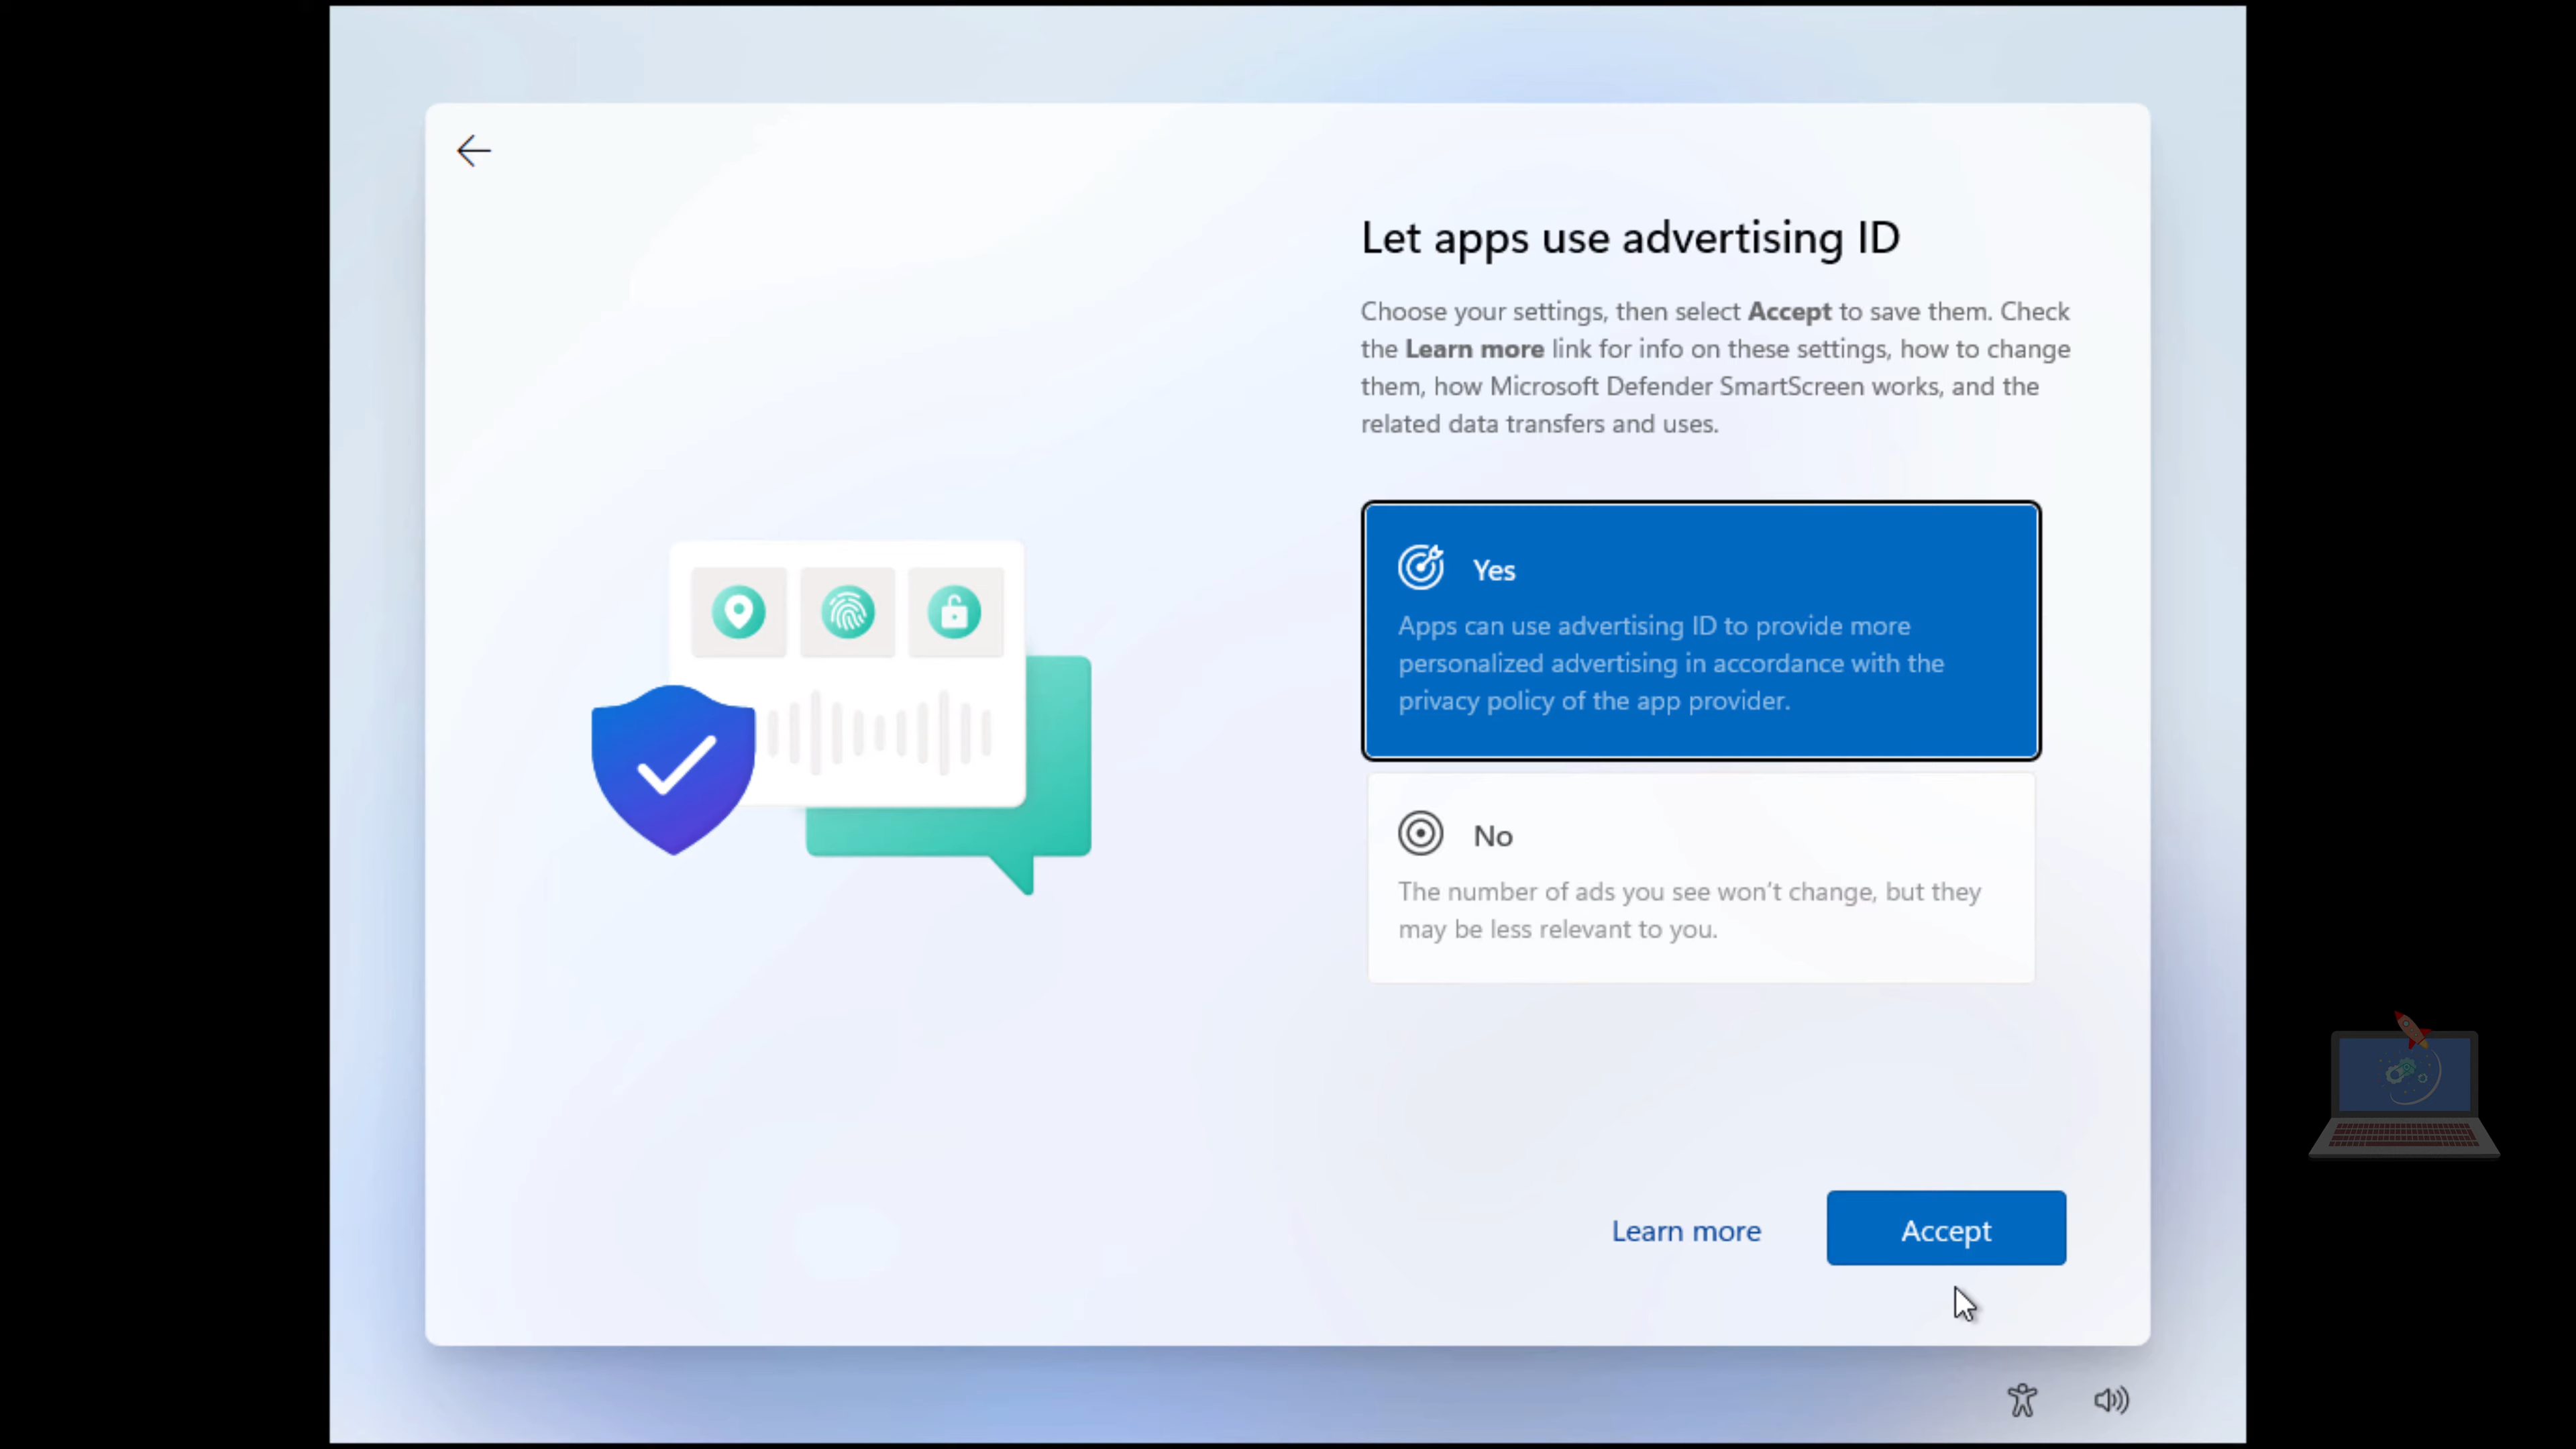 Let apps use advertising ID
Choose your settings, then select Accept to save them. Check
the Learn more link for info on these settings, how to change
them, how Microsoft Defender SmartScreen works, and the
related data transfers and uses.
Yes
Apps can use advertising ID to provide more
personalized advertising in accordance with the
privacy policy of the app provider.
No
The number of ads you see won't change, but they
may be less relevant to you.
Learn more
Accept